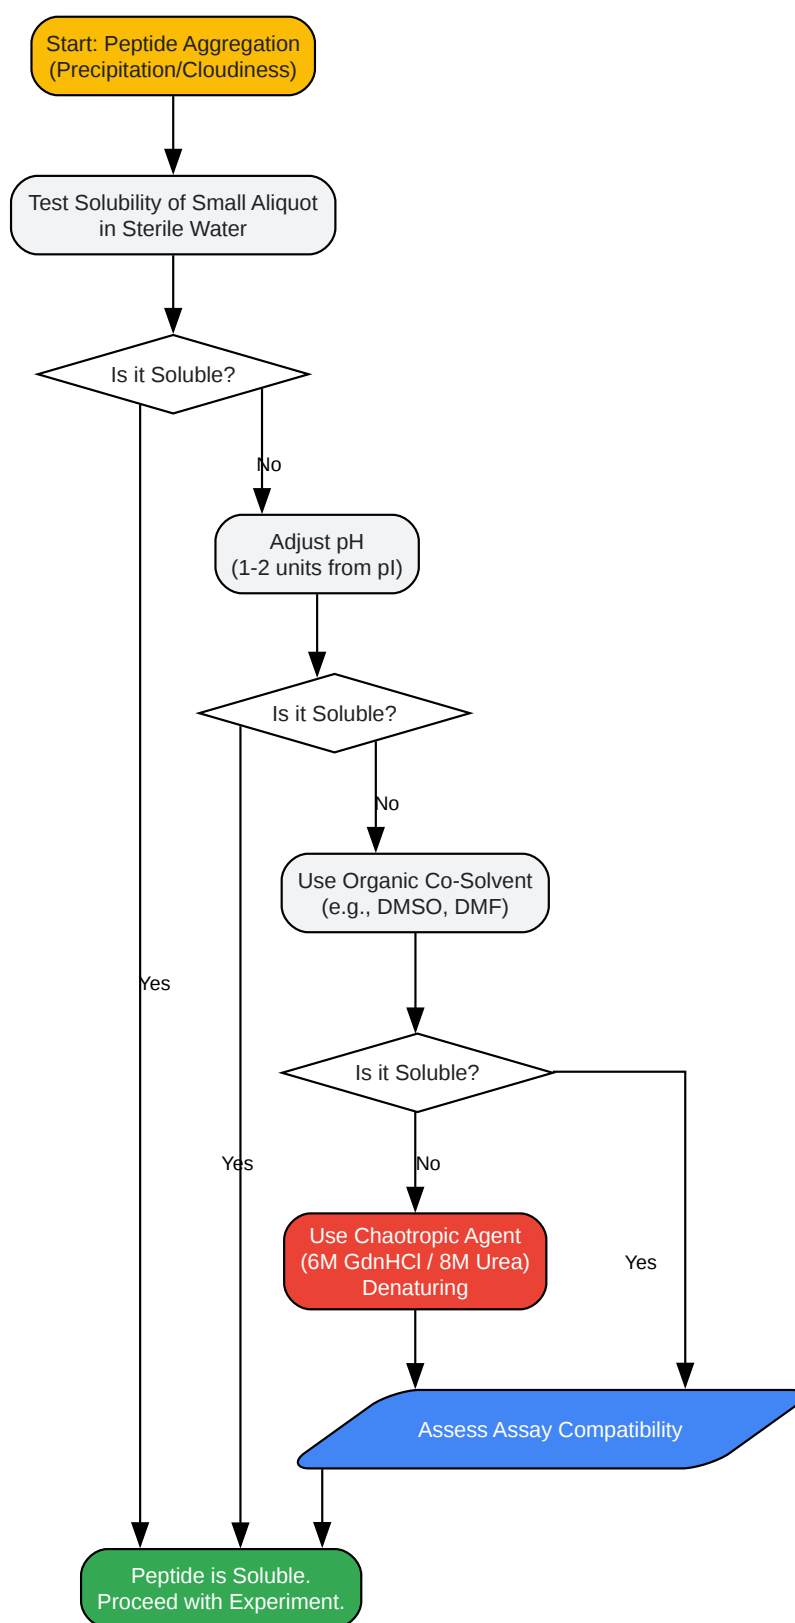 Start: Peptide Aggregation
(Precipitation/Cloudiness)
Test Solubility of Small Aliquot
in Sterile Water
Is it Soluble?
No
Adjust pH
(1-2 units from pI)
Is it Soluble?
No
Use Organic Co-Solvent
(e.g., DMSO, DMF)
Yes
Is it Soluble?
Yes
No
Use Chaotropic Agent
(6M GdnHCl / 8M Urea)
Denaturing
Yes
Assess Assay Compatibility
Peptide is Soluble.
Proceed with Experiment.